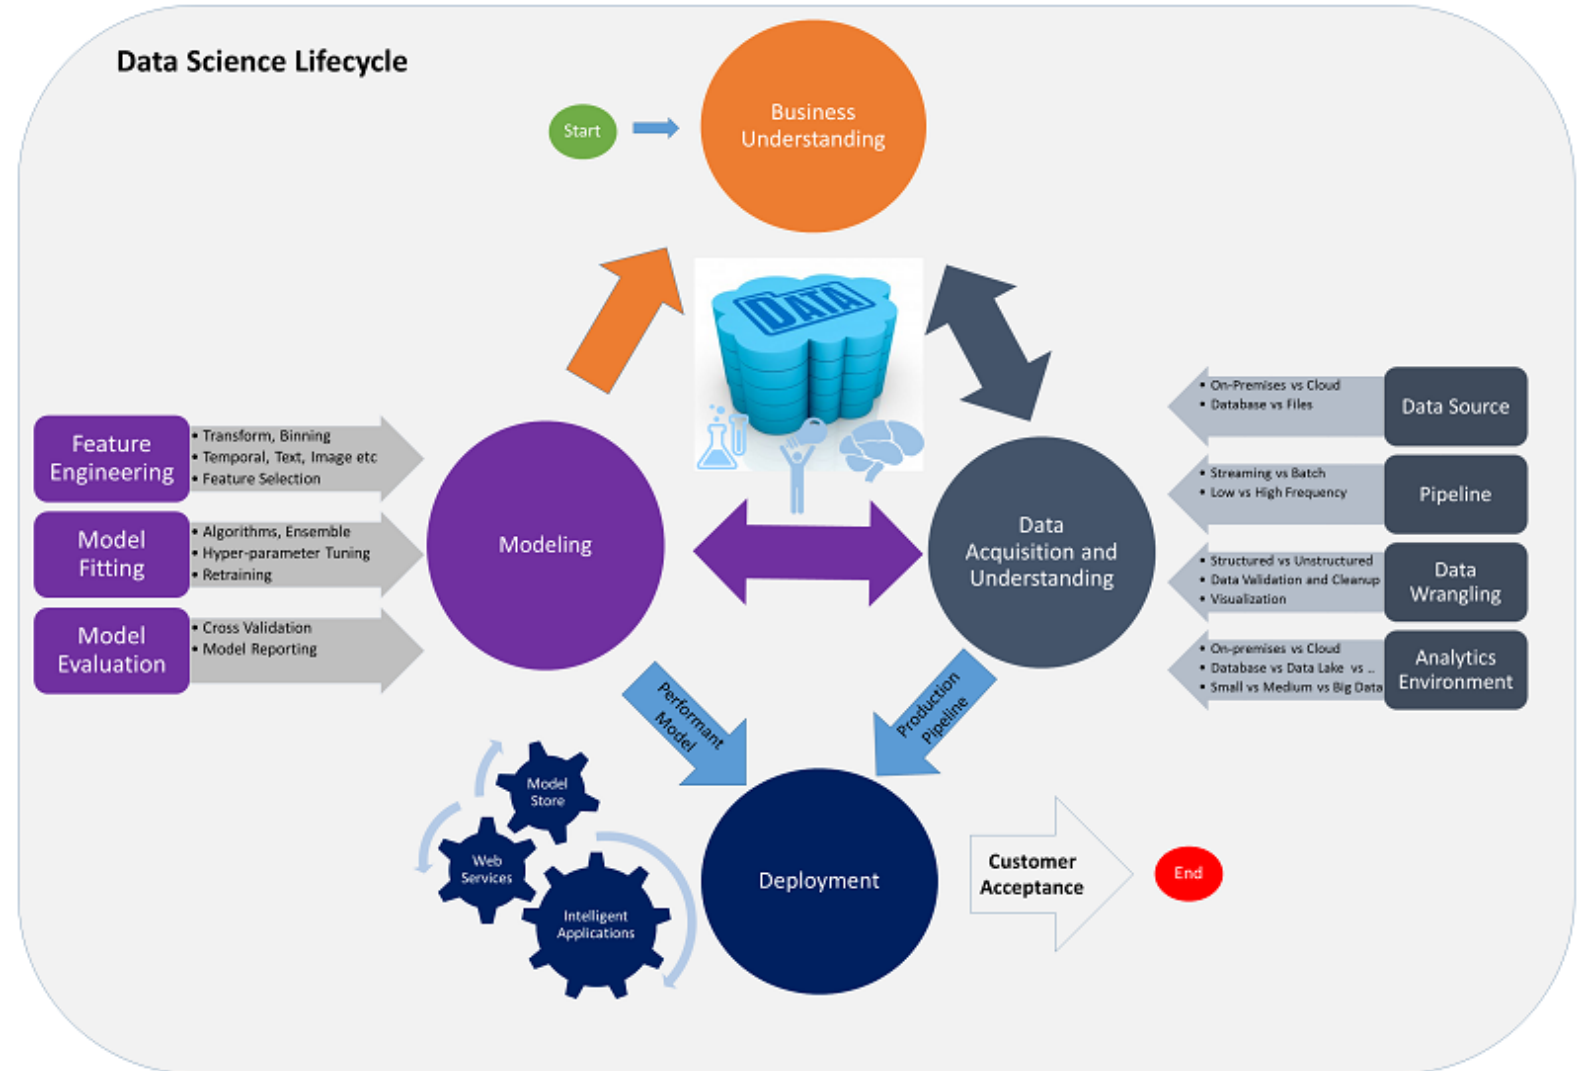 Data Science Lifecycle
Start
Business
Understanding
DATA
Feature
Engineering
• Transform, Binning
• Temporal, Text, Image etc
• Feature Selection
Model
Fitting
• Algorithms, Ensemble
• Hyper-parameter Tuning
• Retraining
Model
Evaluation
• Cross Validation
• Model Reporting
Modeling
Data
Acquisition and
Understanding
• On-Premises vs Cloud
• Database vs Files
Data Source
• Streaming vs Batch
• Low vs High Frequency
Pipeline
• Structured vs Unstructured
• Data Validation and Cleanup
• Visualization
Data
Wrangling
• On-premises vs Cloud
• Database vs Data Lake vs ..
• Small vs Medium vs Big Data
Analytics
Environment
Performant
Model
Production
Pipeline
Model
Store
Web
Services
Intelligent
Applications
Deployment
Customer
Acceptance
End